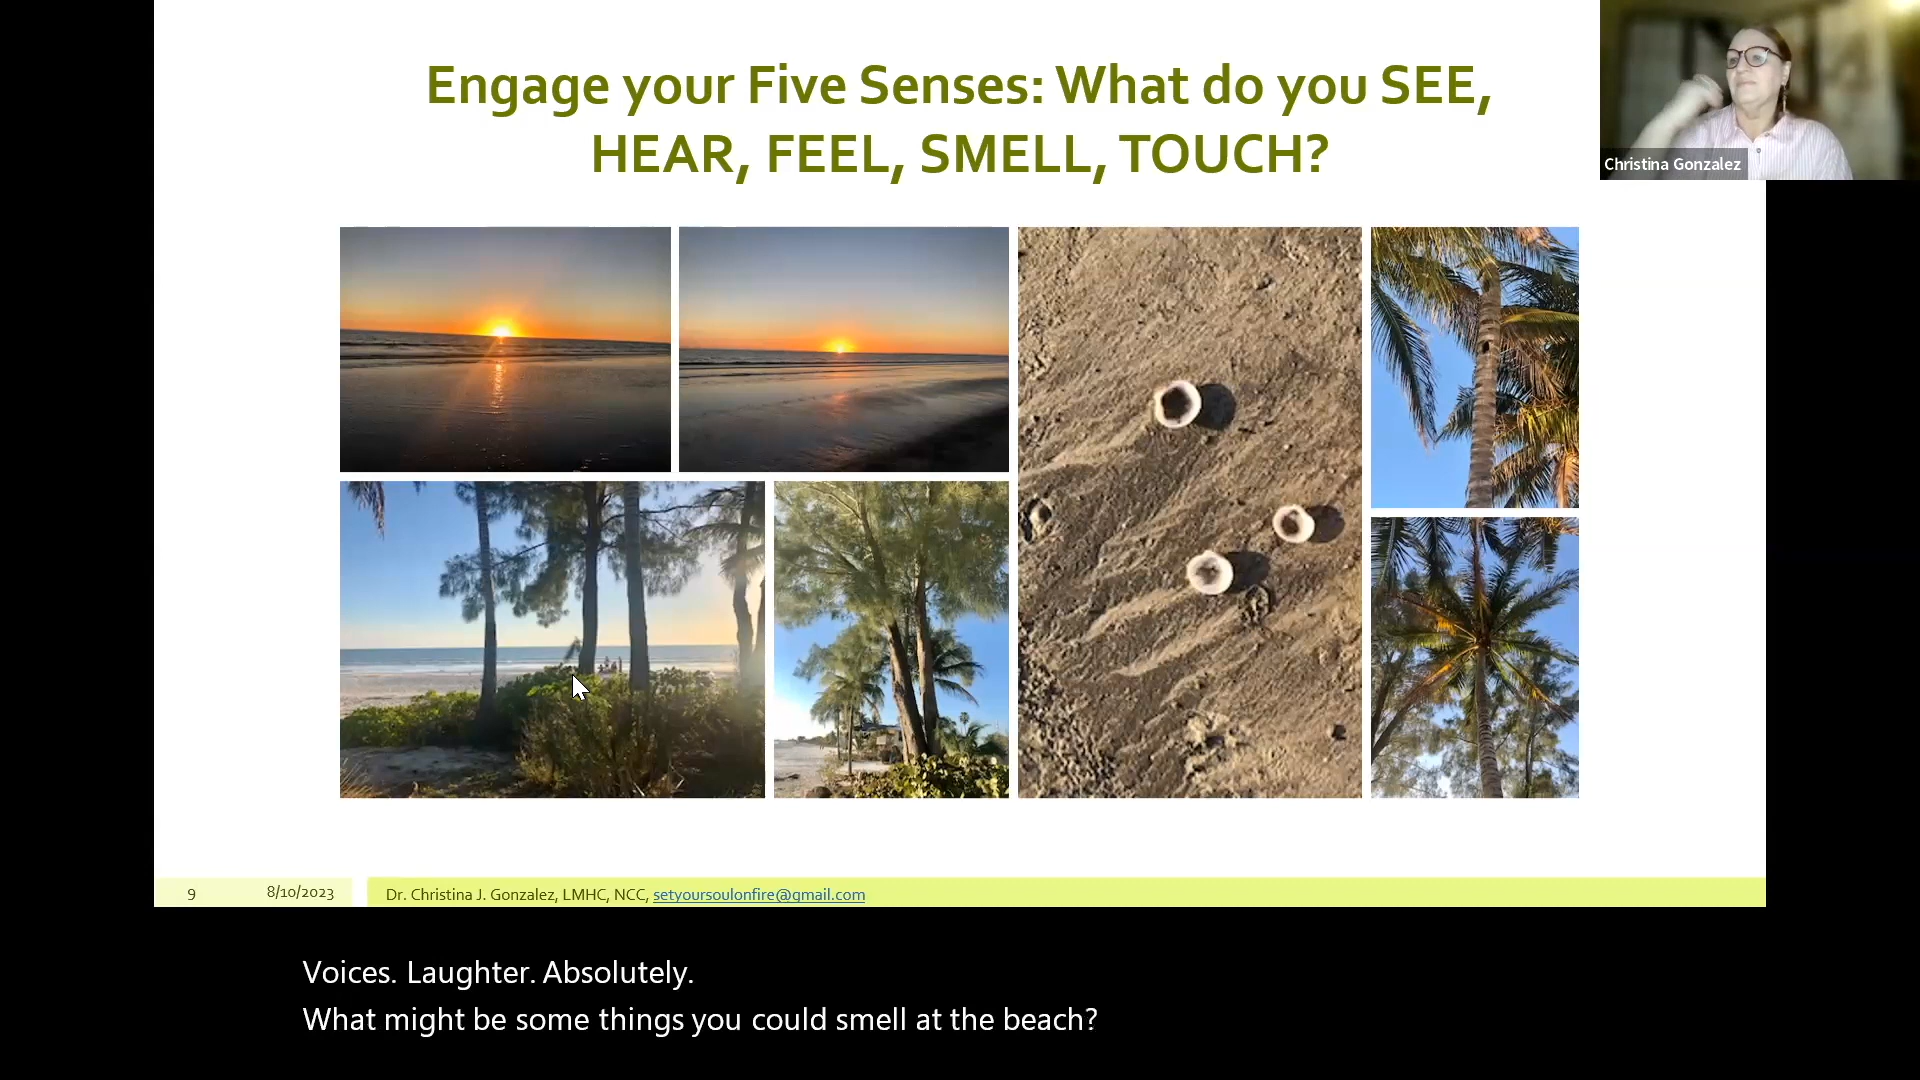 Engage your Five Senses: What do you SEE,
HEAR, FEEL, SMELL, TOUCH?
Christina Gonzalez
9
8/10/2023
Dr. Christina J. Gonzalez, LMHC, NCC, setyoursoulonfire@gmail.com
Voices. Laughter. Absolutely.
What might be some things you could smell at the beach?